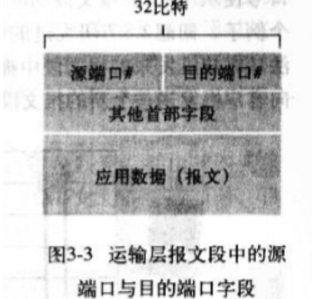 32比特
源端口# 目的端口#
其他首部字段
应用数据（报文）
图3-3 运输层报文段中的源
端口与目的端口字段